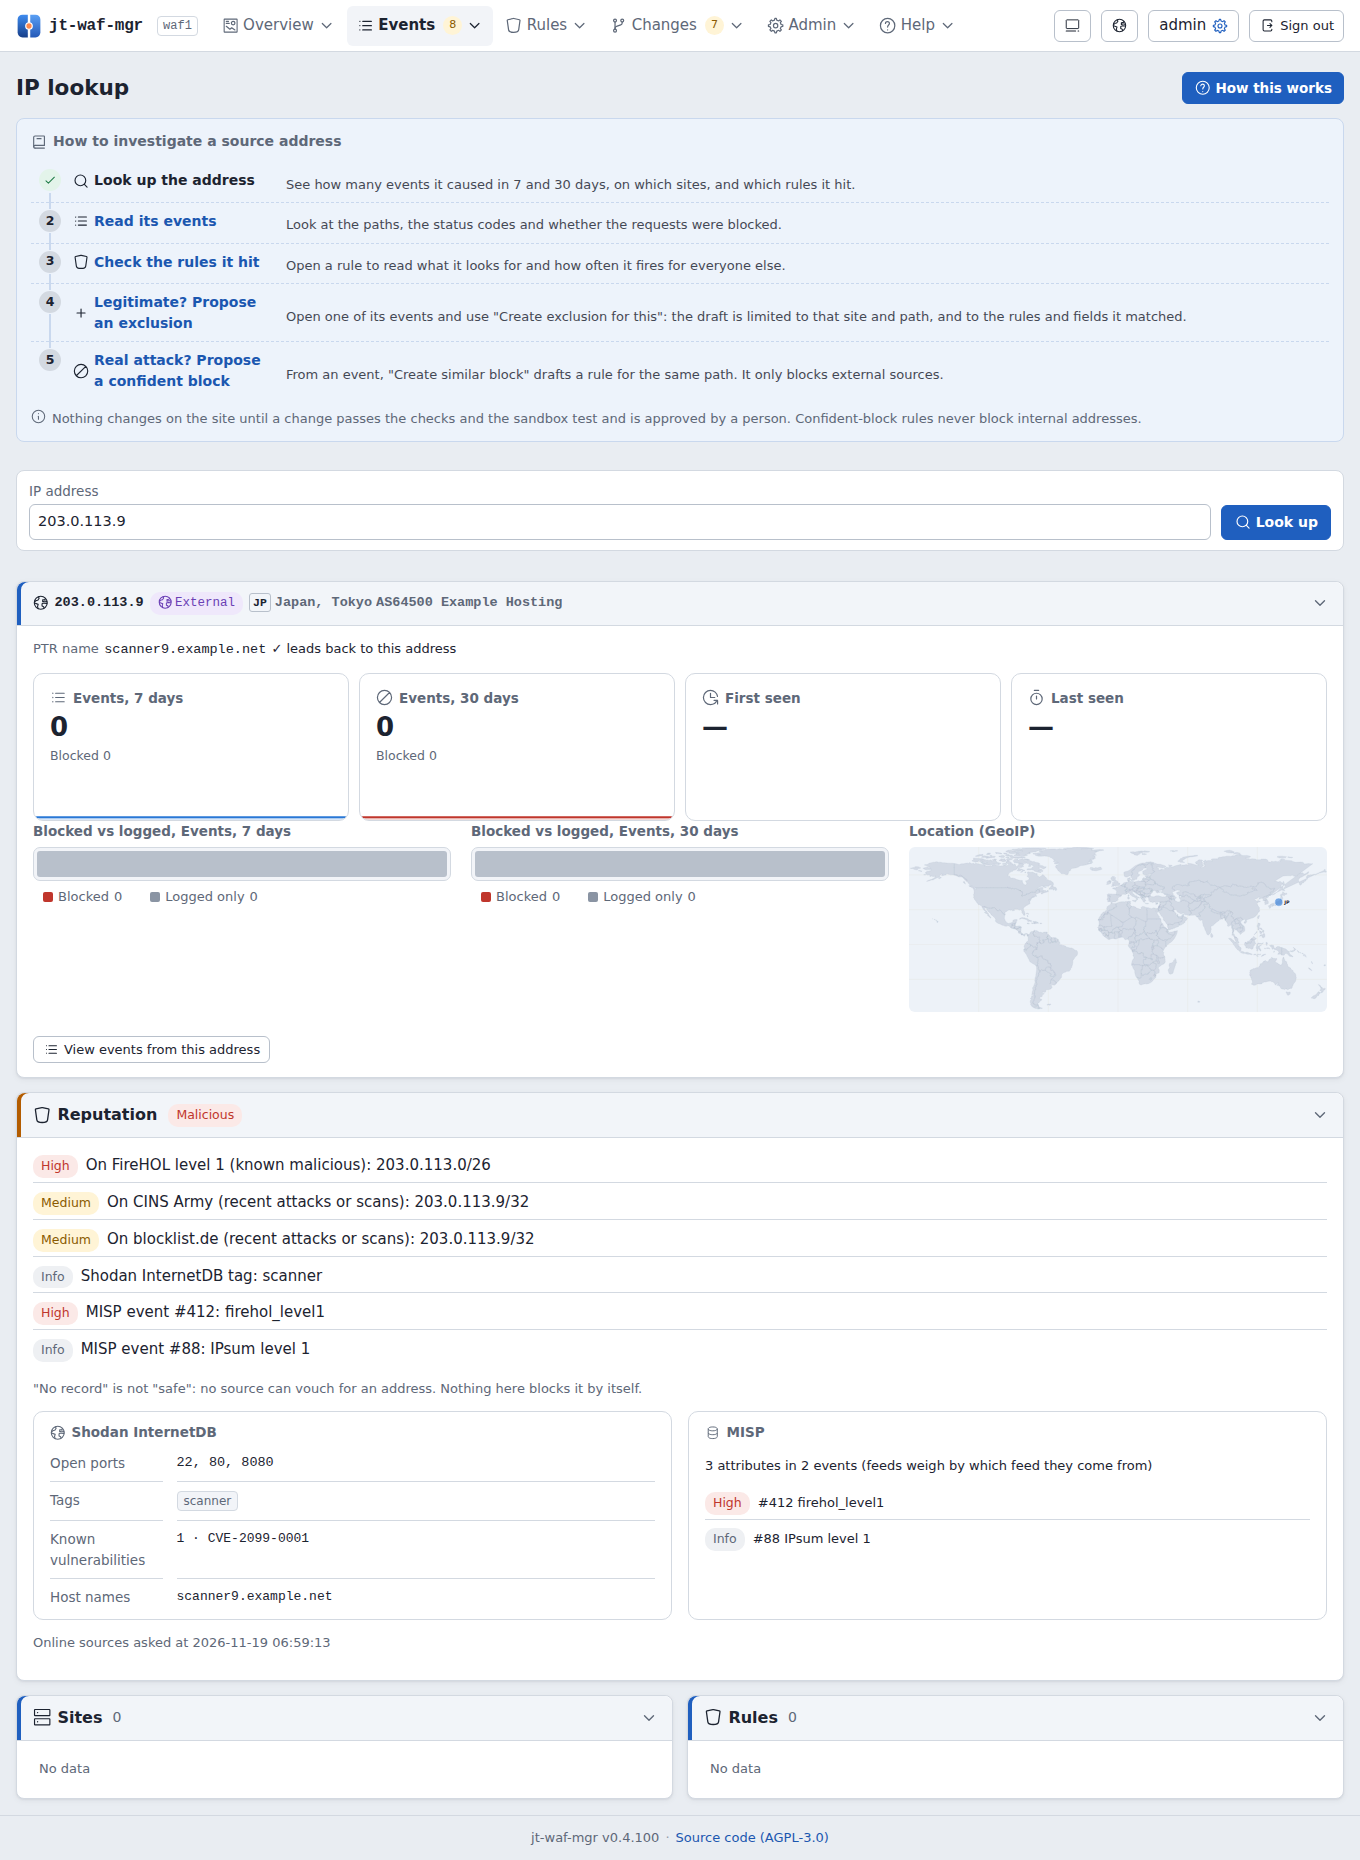 jt-waf-mgr waf1 Overview Events 8 Rules Changes 7 Admin Help admin Sign out
IP lookup
How this works
How to investigate a source address
Look up the address See how many events it caused in 7 and 30 days, on which sites, and which rules it hit.
2 Read its events Look at the paths, the status codes and whether the requests were blocked.
3 Check the rules it hit Open a rule to read what it looks for and how often it fires for everyone else.
4 Legitimate? Propose
an exclusion Open one of its events and use "Create exclusion for this": the draft is limited to that site and path, and to the rules and fields it matched.
5 Real attack? Propose
a confident block From an event, "Create similar block" drafts a rule for the same path. It only blocks external sources.
Nothing changes on the site until a change passes the checks and the sandbox test and is approved by a person. Confident-block rules never block internal addresses.
IP address
203.0.113.9
Look up
203.0.113.9 External JP Japan, Tokyo AS64500 Example Hosting
PTR name scanner9.example.net ✓ leads back to this address
Events, 7 days
0
Blocked 0
Events, 30 days
0
Blocked 0
First seen
—
Last seen
—
Blocked vs logged, Events, 7 days
Blocked 0 Logged only 0
Blocked vs logged, Events, 30 days
Blocked 0 Logged only 0
Location (GeoIP)
JP
View events from this address
Reputation Malicious
High On FireHOL level 1 (known malicious): 203.0.113.0/26
Medium On CINS Army (recent attacks or scans): 203.0.113.9/32
Medium On blocklist.de (recent attacks or scans): 203.0.113.9/32
Info Shodan InternetDB tag: scanner
High MISP event #412: firehol_level1
Info MISP event #88: IPsum level 1
"No record" is not "safe": no source can vouch for an address. Nothing here blocks it by itself.
Shodan InternetDB
Open ports 22, 80, 8080
Tags scanner
Known
vulnerabilities 1 · CVE-2099-0001
Host names scanner9.example.net
MISP
3 attributes in 2 events (feeds weigh by which feed they come from)
High #412 firehol_level1
Info #88 IPsum level 1
Online sources asked at 2026-11-19 06:59:13
Sites 0
No data
Rules 0
No data
jt-waf-mgr v0.4.100 · Source code (AGPL-3.0)